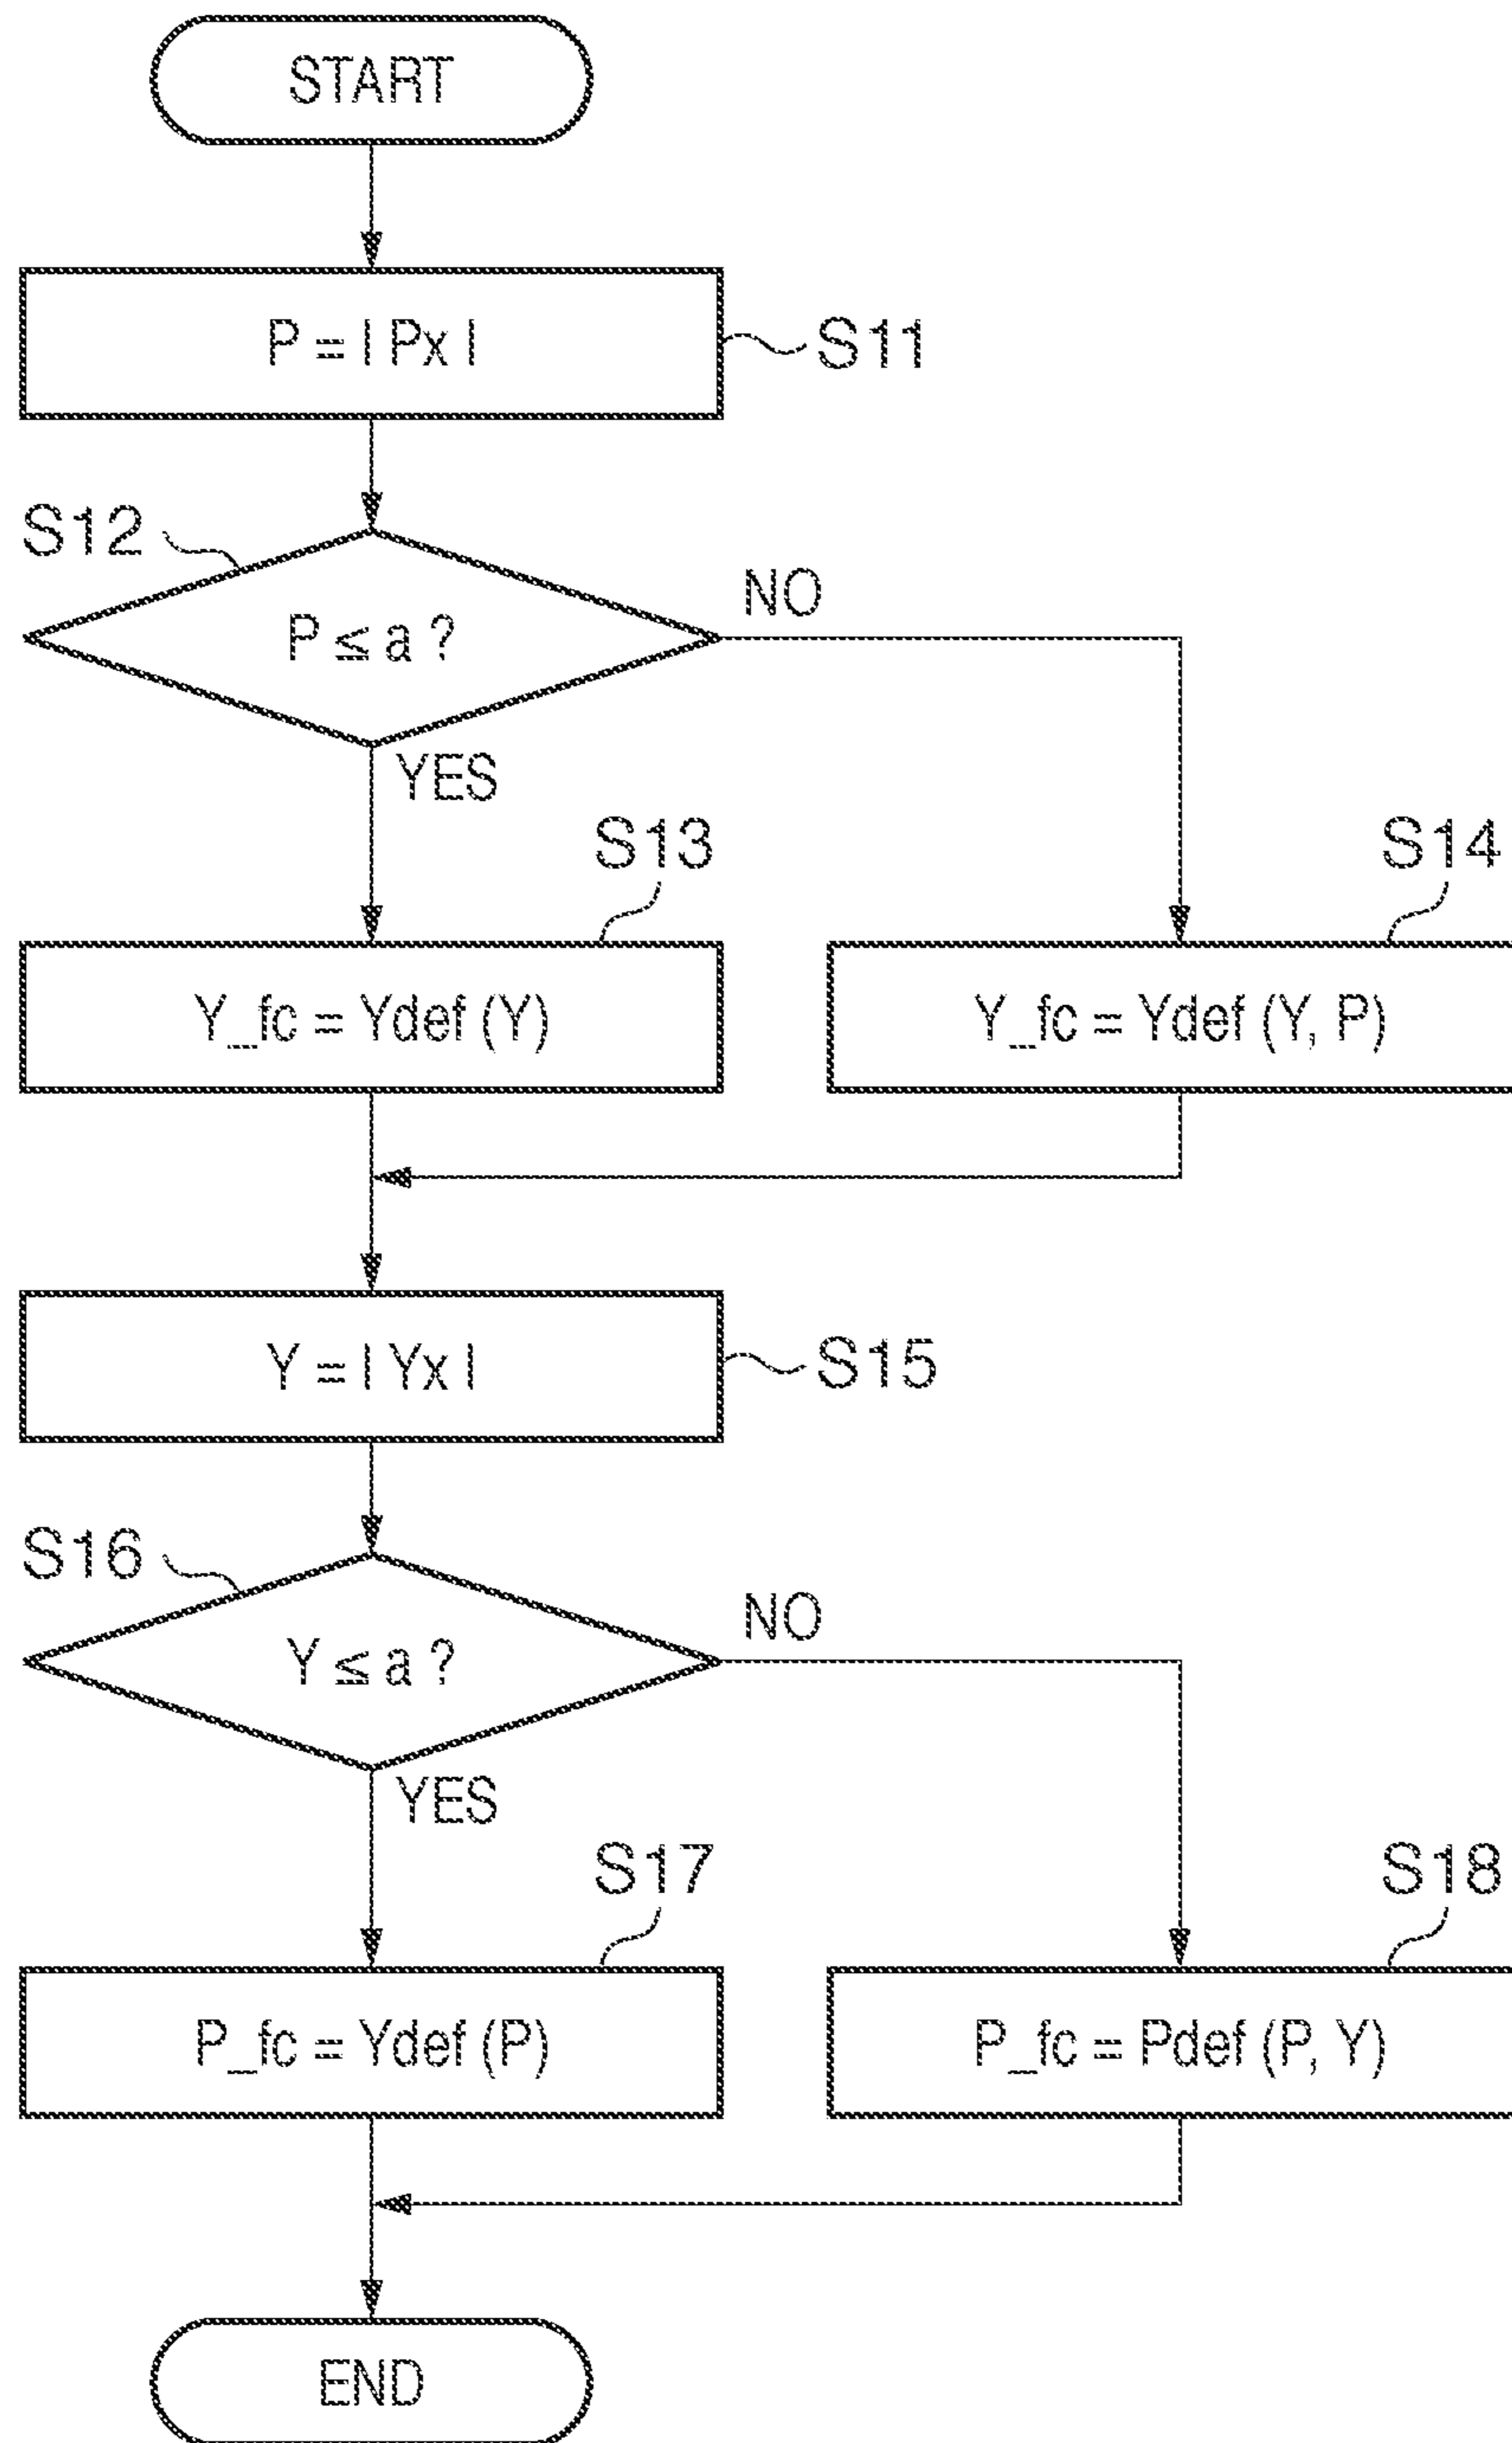 START
P = | Px |
S11
S12
P ≤ a ?
NO
YES
S13
S14
Y_fc = Ydef (Y)
Y_fc = Ydef (Y, P)
Y = | Yx |
S15
S16
Y ≤ a ?
NO
YES
S17
S18
P_fc = Ydef (P)
P_fc = Pdef (P, Y)
END